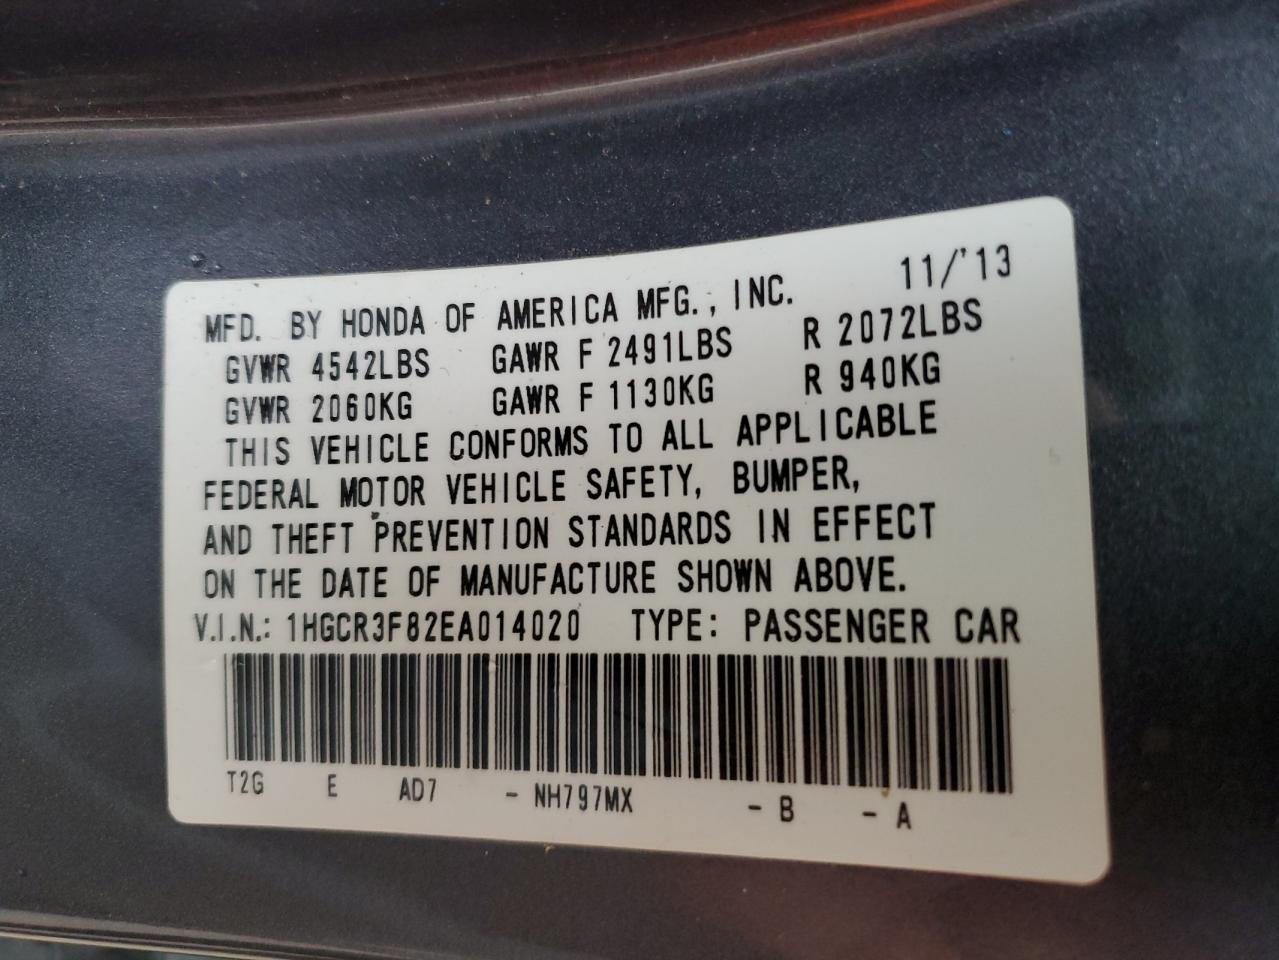 MFD. BY HONDA OF AMERICA MFG., INC. 11/'13
GVWR 4542LBS GAWR F 2491LBS R 2072LBS
GVWR 2060KG GAWR F 1130KG R 940KG
THIS VEHICLE CONFORMS TO ALL APPLICABLE
FEDERAL MOTOR VEHICLE SAFETY, BUMPER,
AND THEFT PREVENTION STANDARDS IN EFFECT
ON THE DATE OF MANUFACTURE SHOWN ABOVE.
V.I.N.: 1HGCR3F82EA014020 TYPE: PASSENGER CAR
T2G E AD7 - NH797MX - B - A